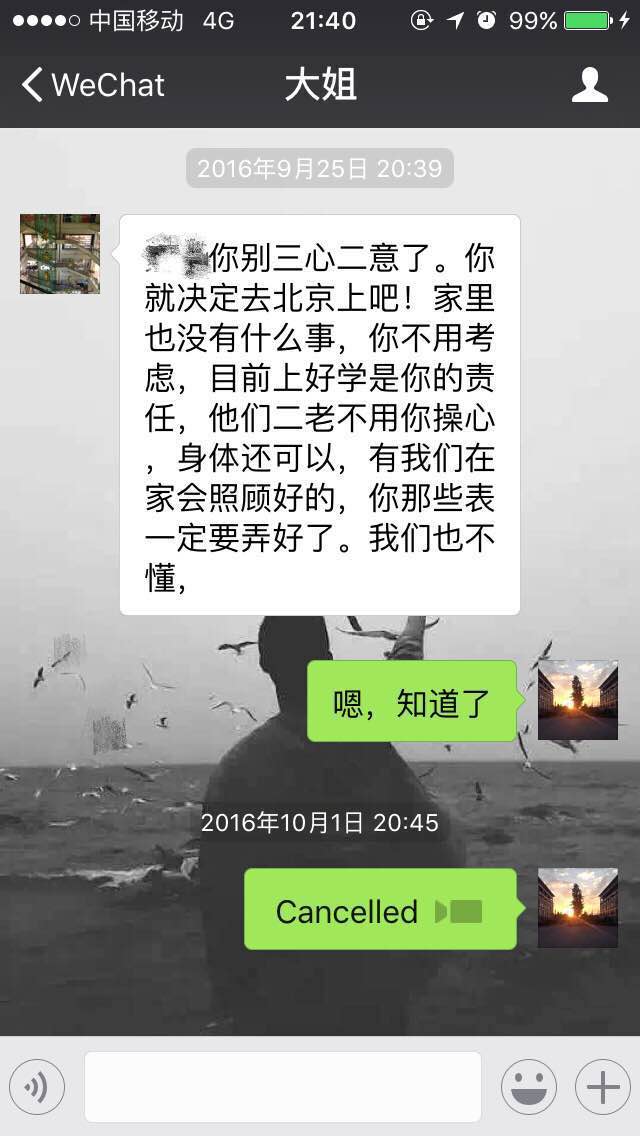 中国移动 4G 21:40 99%
WeChat 大姐
2016年9月25日 20:39
你别三心二意了。你
就决定去北京上吧！家里
也没有什么事，你不用考
虑，目前上好学是你的责
任，他们二老不用你操心
，身体还可以，有我们在
家会照顾好的，你那些表
一定要弄好了。我们也不
懂，
嗯，知道了
2016年10月1日 20:45
Cancelled